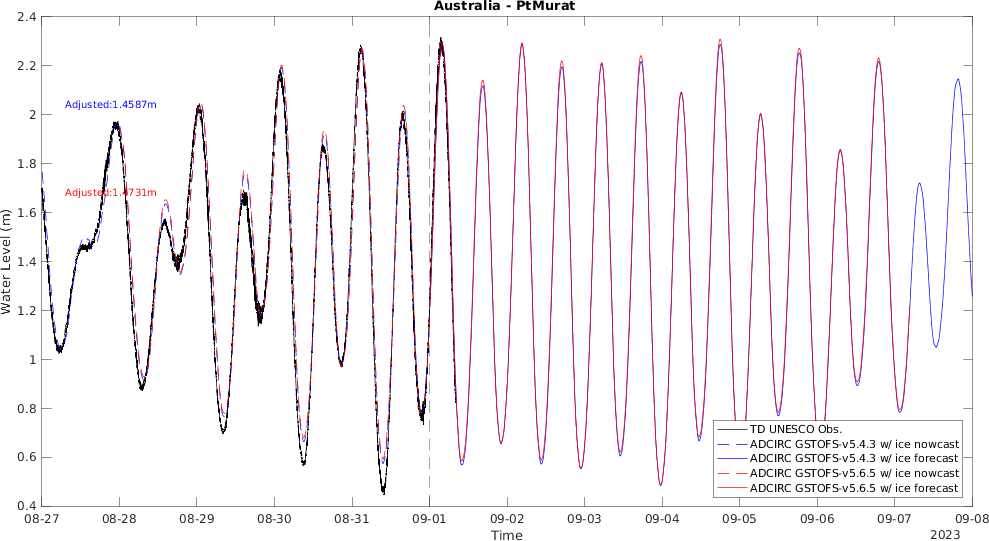 Australia - PtMurat
2.4
2.2
2
1.8
1.6
1.4
1.2
1
0.8
0.6
0.4
Water Level (m)
Adjusted:1.4587m
Adjusted:1.4731m
TD UNESCO Obs.
ADCIRC GSTOFS-v5.4.3 w/ ice nowcast
ADCIRC GSTOFS-v5.4.3 w/ ice forecast
ADCIRC GSTOFS-v5.6.5 w/ ice nowcast
ADCIRC GSTOFS-v5.6.5 w/ ice forecast
08-27 08-28 08-29 08-30 08-31 09-01 09-02 09-03 09-04 09-05 09-06 09-07 09-08
Time
2023